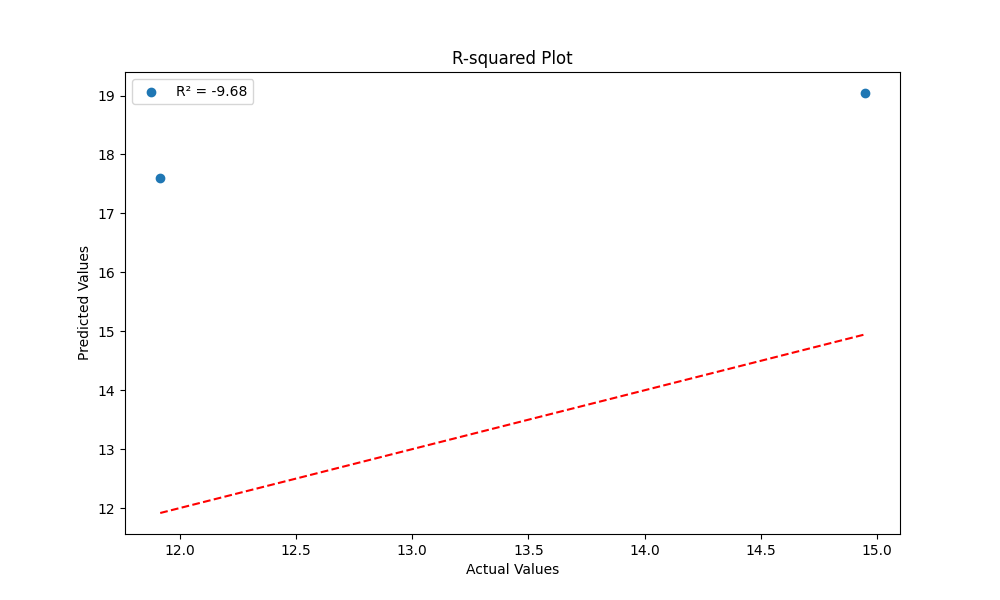 R-squared Plot
R² = -9.68
19
18
17
16
15
14
13
12
Predicted Values
12.0 12.5 13.0 13.5 14.0 14.5 15.0
Actual Values